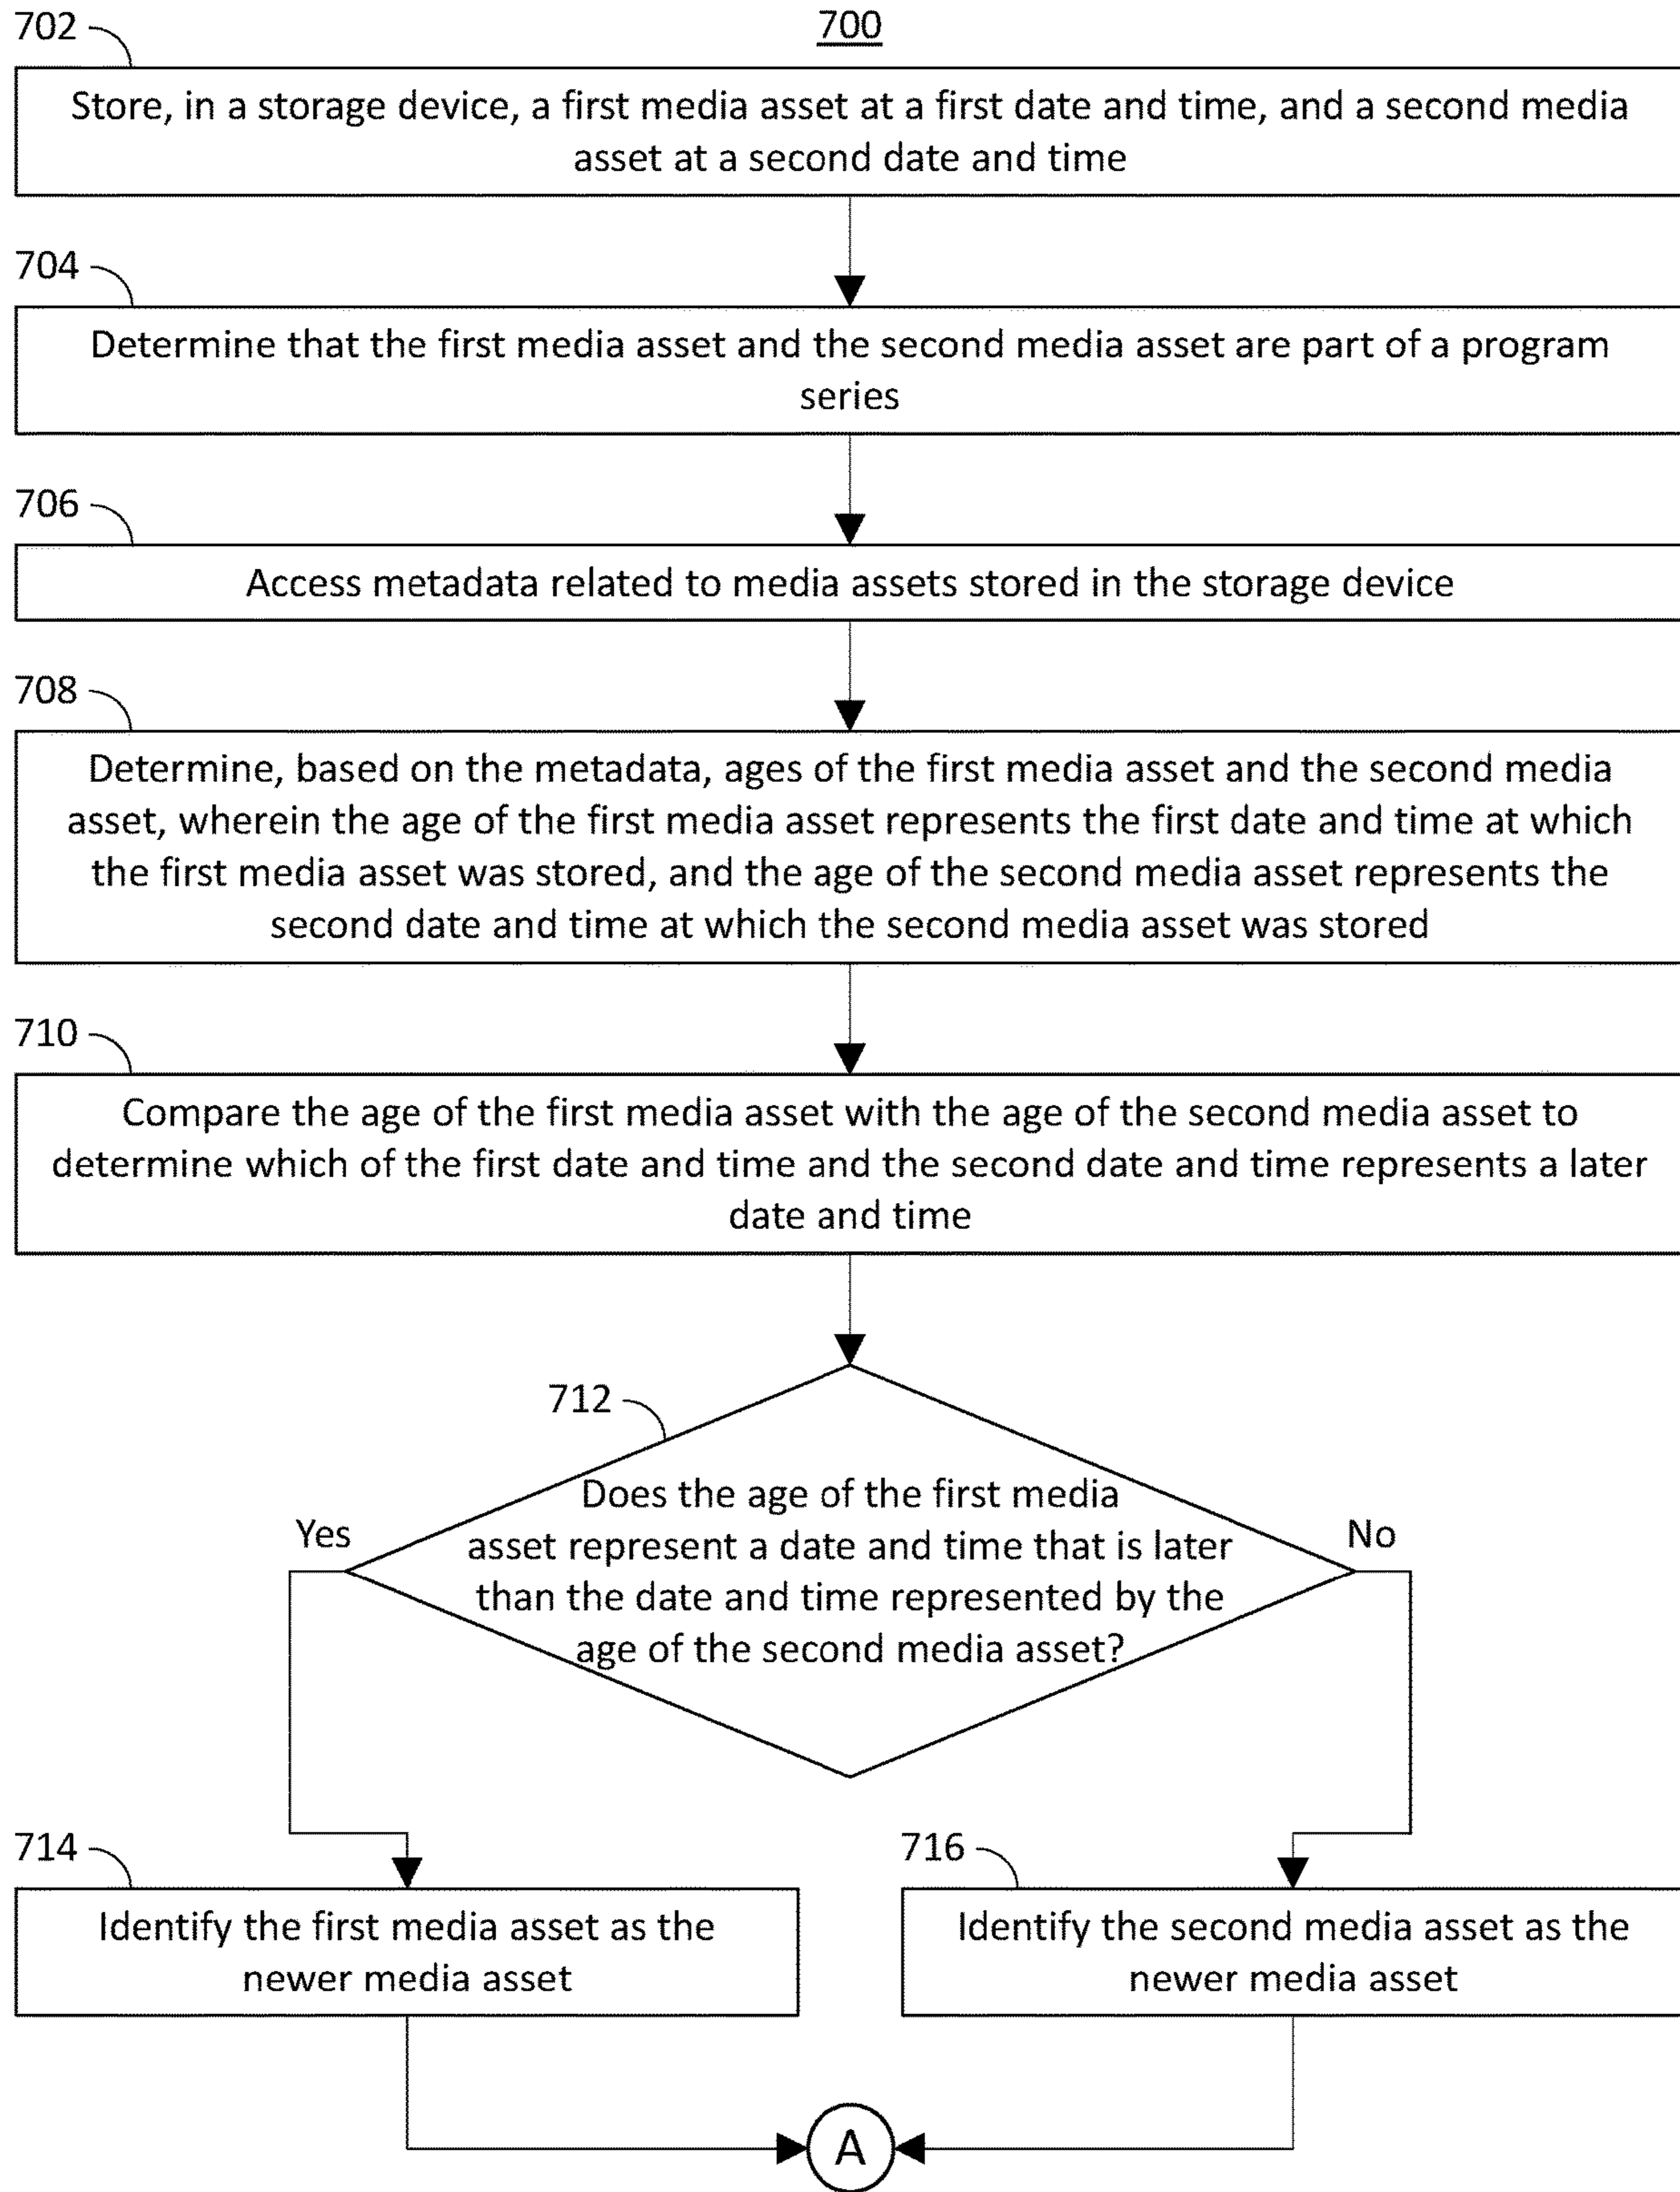 700
702
Store, in a storage device, a first media asset at a first date and time, and a second media
asset at a second date and time
704
Determine that the first media asset and the second media asset are part of a program
series
706
Access metadata related to media assets stored in the storage device
708
Determine, based on the metadata, ages of the first media asset and the second media
asset, wherein the age of the first media asset represents the first date and time at which
the first media asset was stored, and the age of the second media asset represents the
second date and time at which the second media asset was stored
710
Compare the age of the first media asset with the age of the second media asset to
determine which of the first date and time and the second date and time represents a later
date and time
712
Does the age of the first media
asset represent a date and time that is later
than the date and time represented by the
age of the second media asset?
Yes
No
714
Identify the first media asset as the
newer media asset
716
Identify the second media asset as the
newer media asset
A